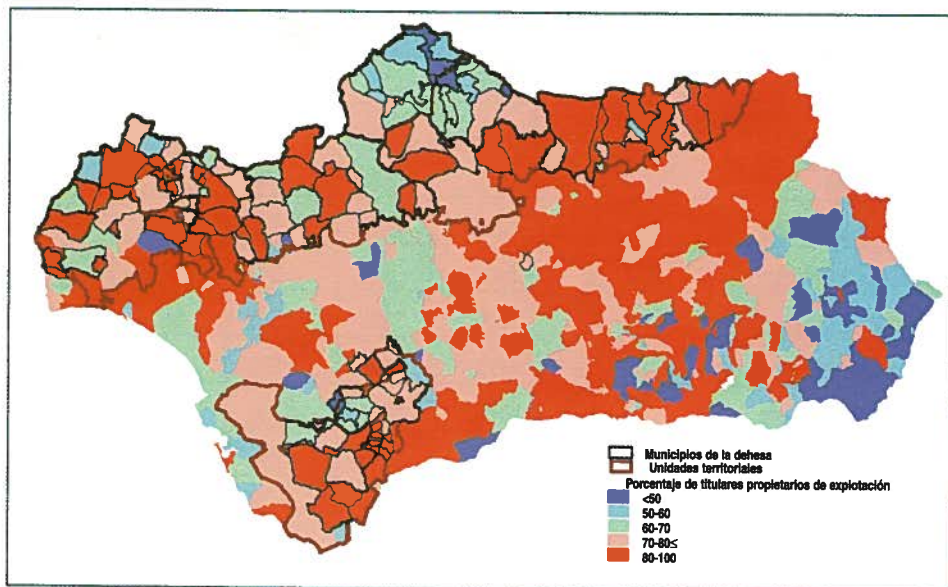 Municipios de la dehesa
Unidades territoriales
Porcentaje de titulares propietarios de explotación
<50
50-60
60-70
70-80≤
80-100